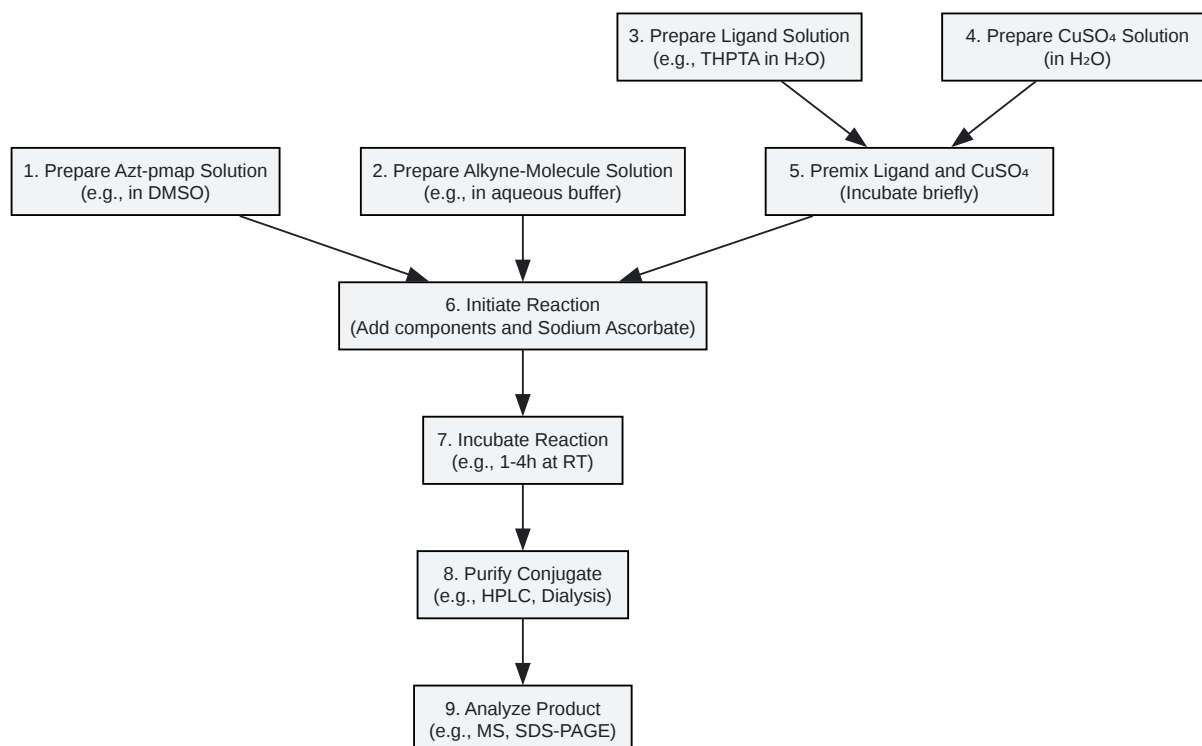 3. Prepare Ligand Solution
(e.g., THPTA in H₂O)
4. Prepare CuSO₄ Solution
(in H₂O)
1. Prepare Azt-pmap Solution
(e.g., in DMSO)
2. Prepare Alkyne-Molecule Solution
(e.g., in aqueous buffer)
5. Premix Ligand and CuSO₄
(Incubate briefly)
6. Initiate Reaction
(Add components and Sodium Ascorbate)
7. Incubate Reaction
(e.g., 1-4h at RT)
8. Purify Conjugate
(e.g., HPLC, Dialysis)
9. Analyze Product
(e.g., MS, SDS-PAGE)